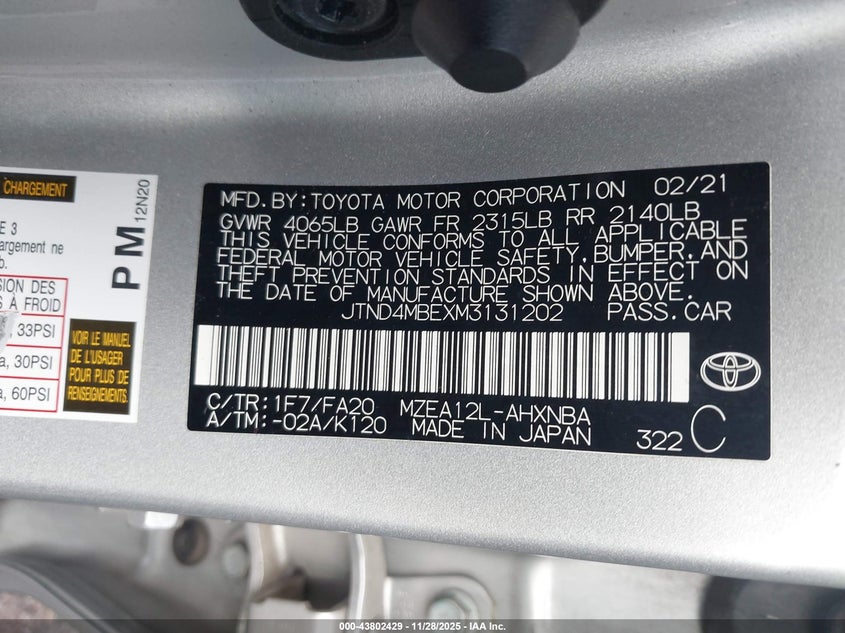 CHARGEMENT
E 3
argement ne
b.
SION DES
S À FROID
33PSI
a, 30PSI
a, 60PSI
PM
12N20
VOIR LE MANUEL
DE L'USAGER
POUR PLUS DE
RENSEIGNEMENTS
MFD. BY: TOYOTA MOTOR CORPORATION 02/21
GVWR 4065LB GAWR FR 2315LB RR 2140LB
THIS VEHICLE CONFORMS TO ALL APPLICABLE
FEDERAL MOTOR VEHICLE SAFETY, BUMPER, AND
THEFT PREVENTION STANDARDS IN EFFECT ON
THE DATE OF MANUFACTURE SHOWN ABOVE.
JTND4MBEXM3131202 PASS.CAR
C/TR: 1F7/FA20 MZEA12L-AHXNBA
A/TM: -02A/K120 MADE IN JAPAN 322 C
000-43802429 - 11/28/2025 - IAA Inc.